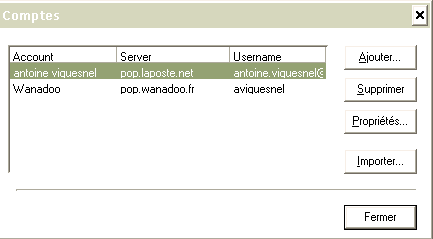 Comptes
Account Server Username
antoine viquesnel pop.laposte.net antoine.viquesnel@
Wanadoo pop.wanadoo.fr aviquesnel
Ajouter...
Supprimer
Propriétés...
Importer...
Fermer